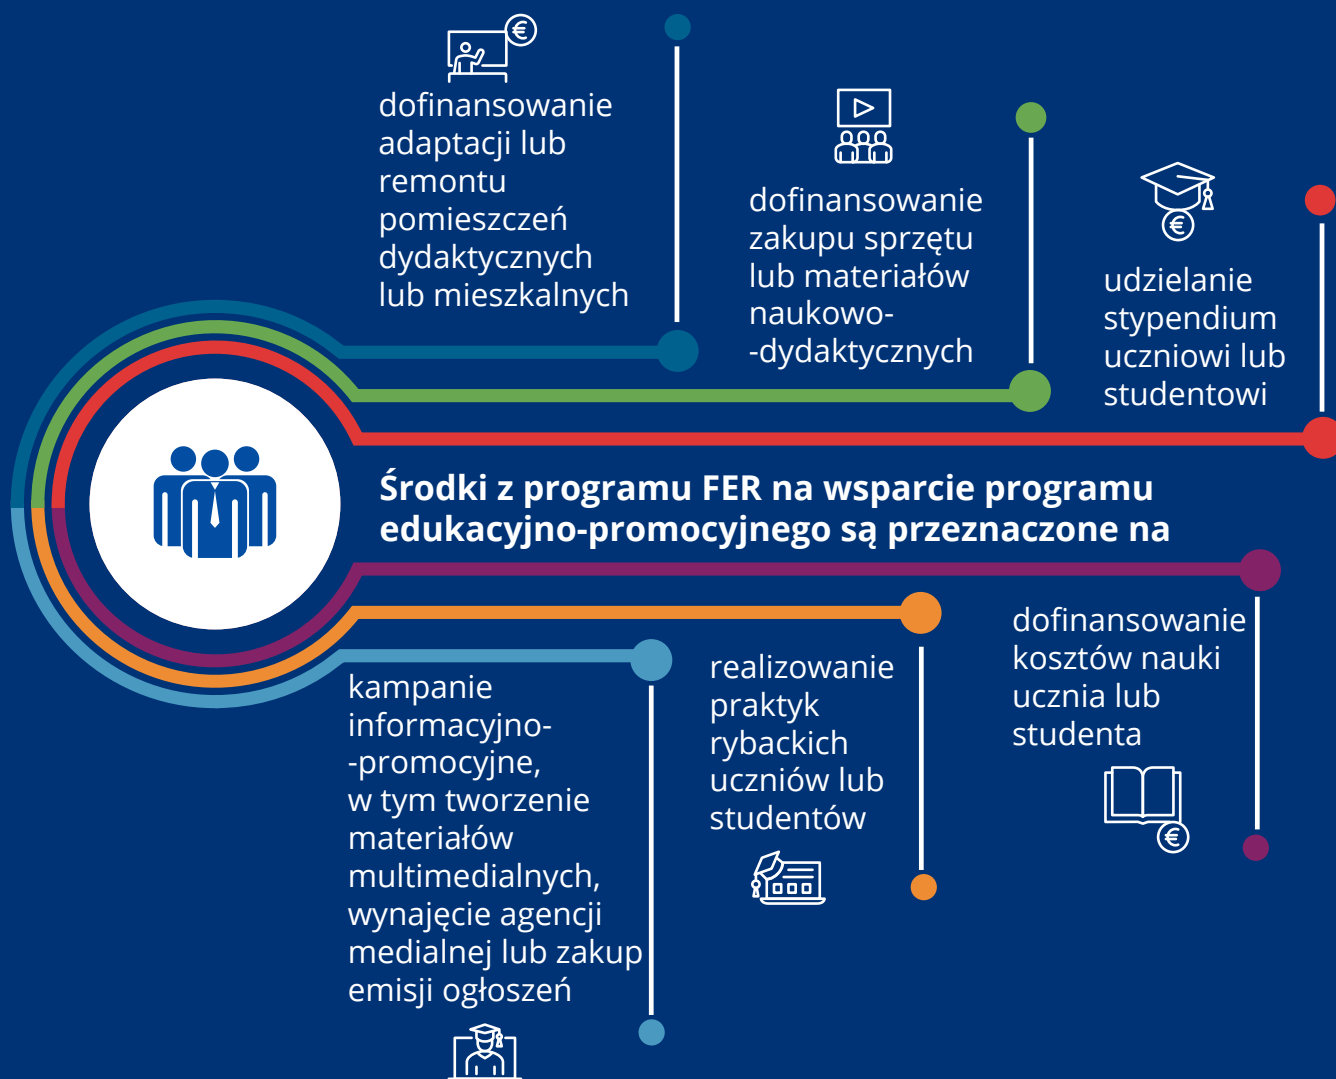 dofinansowanie
adaptacji lub
remontu
pomieszczeń
dydaktycznych
lub mieszkalnych
dofinansowanie
zakupu sprzętu
lub materiałów
naukowo-
-dydaktycznych
udzielanie
stypendium
uczniowi lub
studentowi
Środki z programu FER na wsparcie programu
edukacyjno-promocyjnego są przeznaczone na
kampanie
informacyjno-
-promocyjne,
w tym tworzenie
materiałów
multimedialnych,
wynajęcie agencji
medialnej lub zakup
emisji ogłoszeń
realizowanie
praktyk
rybackich
uczniów lub
studentów
dofinansowanie
kosztów nauki
ucznia lub
studenta